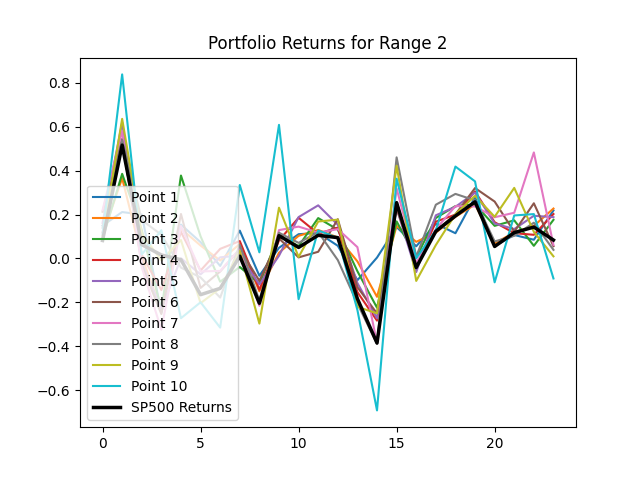 Portfolio Returns for Range 2
0.8
0.6
0.4
0.2
0.0
−0.2
−0.4
−0.6
Point 1
Point 2
Point 3
Point 4
Point 5
Point 6
Point 7
Point 8
Point 9
Point 10
SP500 Returns
0 5 10 15 20